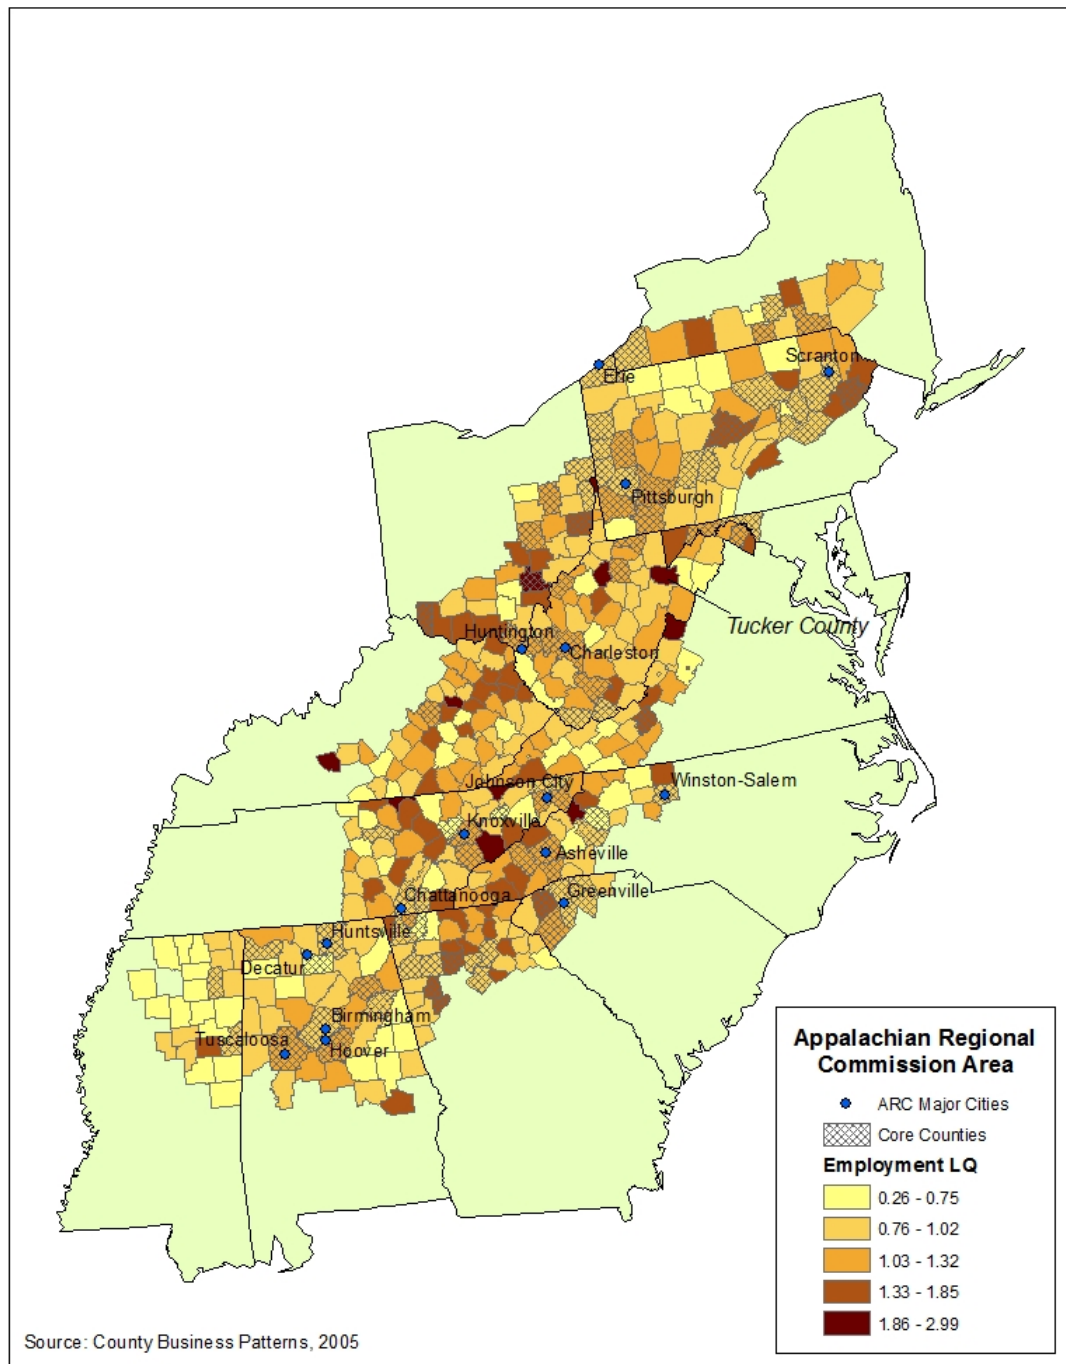 Scranton
Erie
Pittsburgh
Tucker County
Huntington
Charleston
Johnson City
Winston-Salem
Knoxville
Asheville
Chattanooga
Greenville
Huntsville
Decatur
Birmingham
Tuscaloosa
Hoover
Appalachian Regional
Commission Area
ARC Major Cities
Core Counties
Employment LQ
0.26 - 0.75
0.76 - 1.02
1.03 - 1.32
1.33 - 1.85
1.86 - 2.99
Source: County Business Patterns, 2005